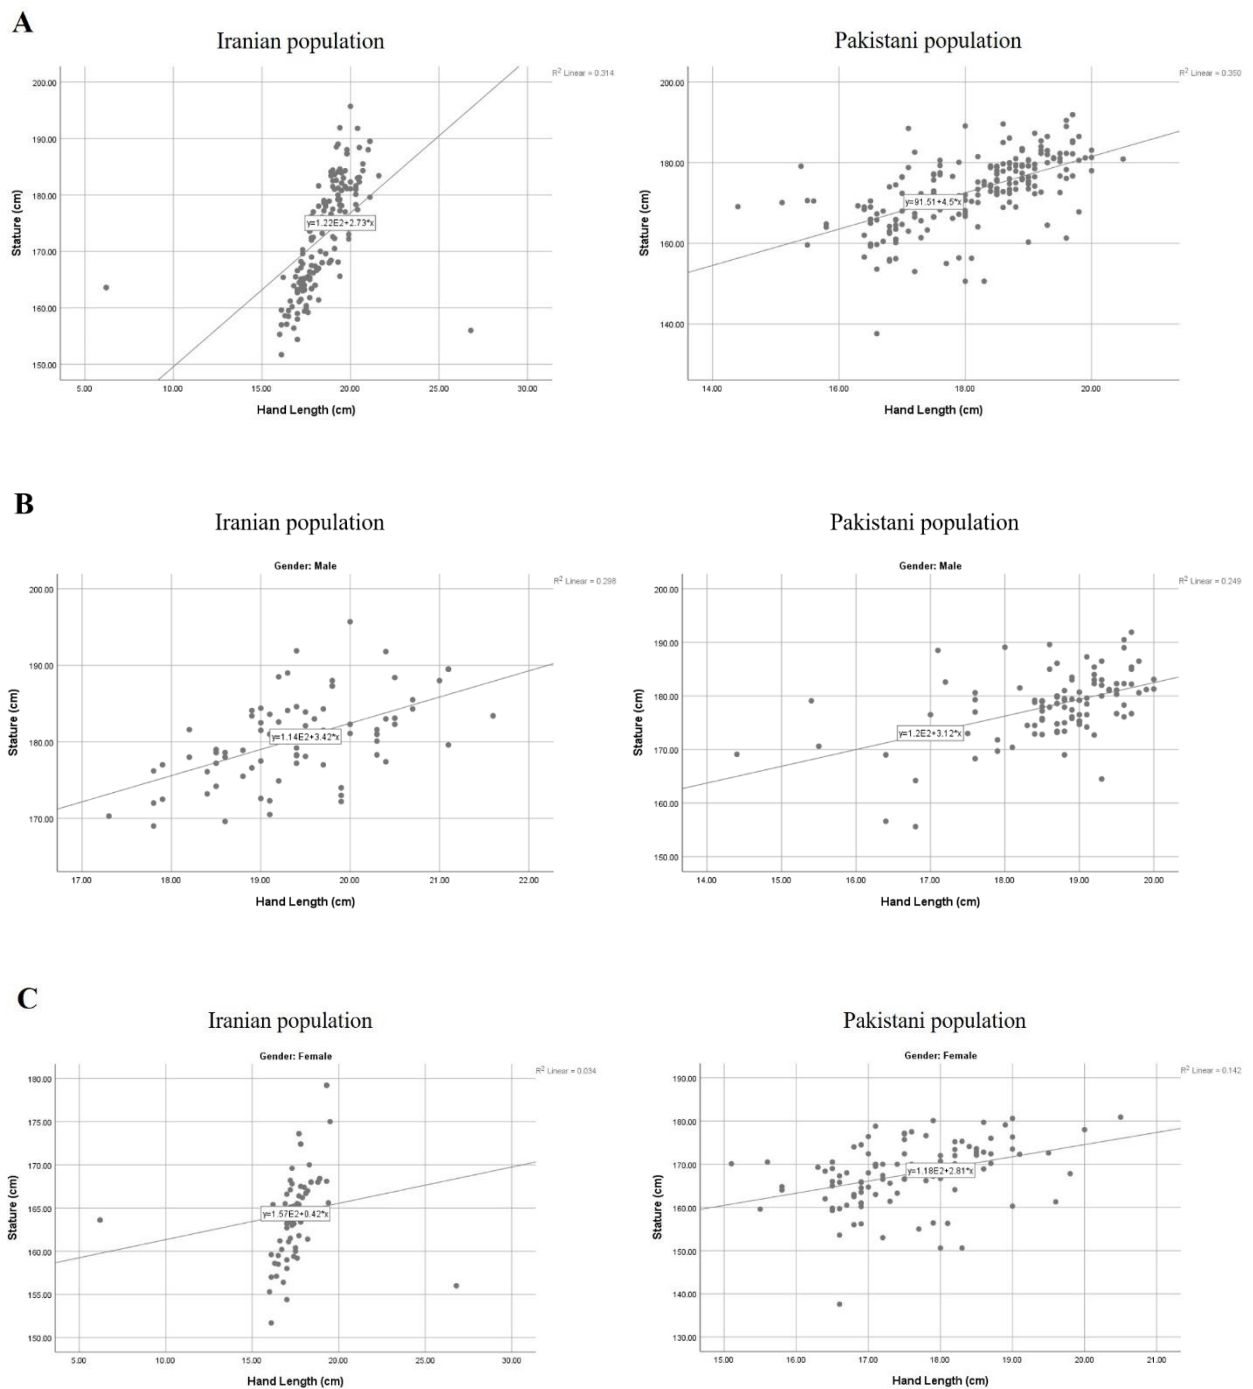 A
Iranian population
Pakistani population
R² Linear = 0.314
R² Linear = 0.350
200.00
190.00
180.00
170.00
160.00
150.00
Stature (cm)
y=1.22E2+2.73*x
5.00 10.00 15.00 20.00 25.00 30.00
Hand Length (cm)
200.00
180.00
160.00
140.00
Stature (cm)
y=91.51+4.5*x
14.00 16.00 18.00 20.00
Hand Length (cm)
B
Iranian population
Pakistani population
Gender: Male
Gender: Male
R² Linear = 0.298
R² Linear = 0.249
200.00
190.00
180.00
170.00
Stature (cm)
y=1.14E2+3.42*x
17.00 18.00 19.00 20.00 21.00 22.00
Hand Length (cm)
200.00
190.00
180.00
170.00
160.00
150.00
Stature (cm)
y=1.2E2+3.12*x
14.00 15.00 16.00 17.00 18.00 19.00 20.00
Hand Length (cm)
C
Iranian population
Pakistani population
Gender: Female
Gender: Female
R² Linear = 0.034
R² Linear = 0.142
180.00
175.00
170.00
165.00
160.00
155.00
150.00
Stature (cm)
y=1.57E2+0.42*x
5.00 10.00 15.00 20.00 25.00 30.00
Hand Length (cm)
190.00
180.00
170.00
160.00
150.00
140.00
130.00
Stature (cm)
y=1.18E2+2.81*x
15.00 16.00 17.00 18.00 19.00 20.00 21.00
Hand Length (cm)